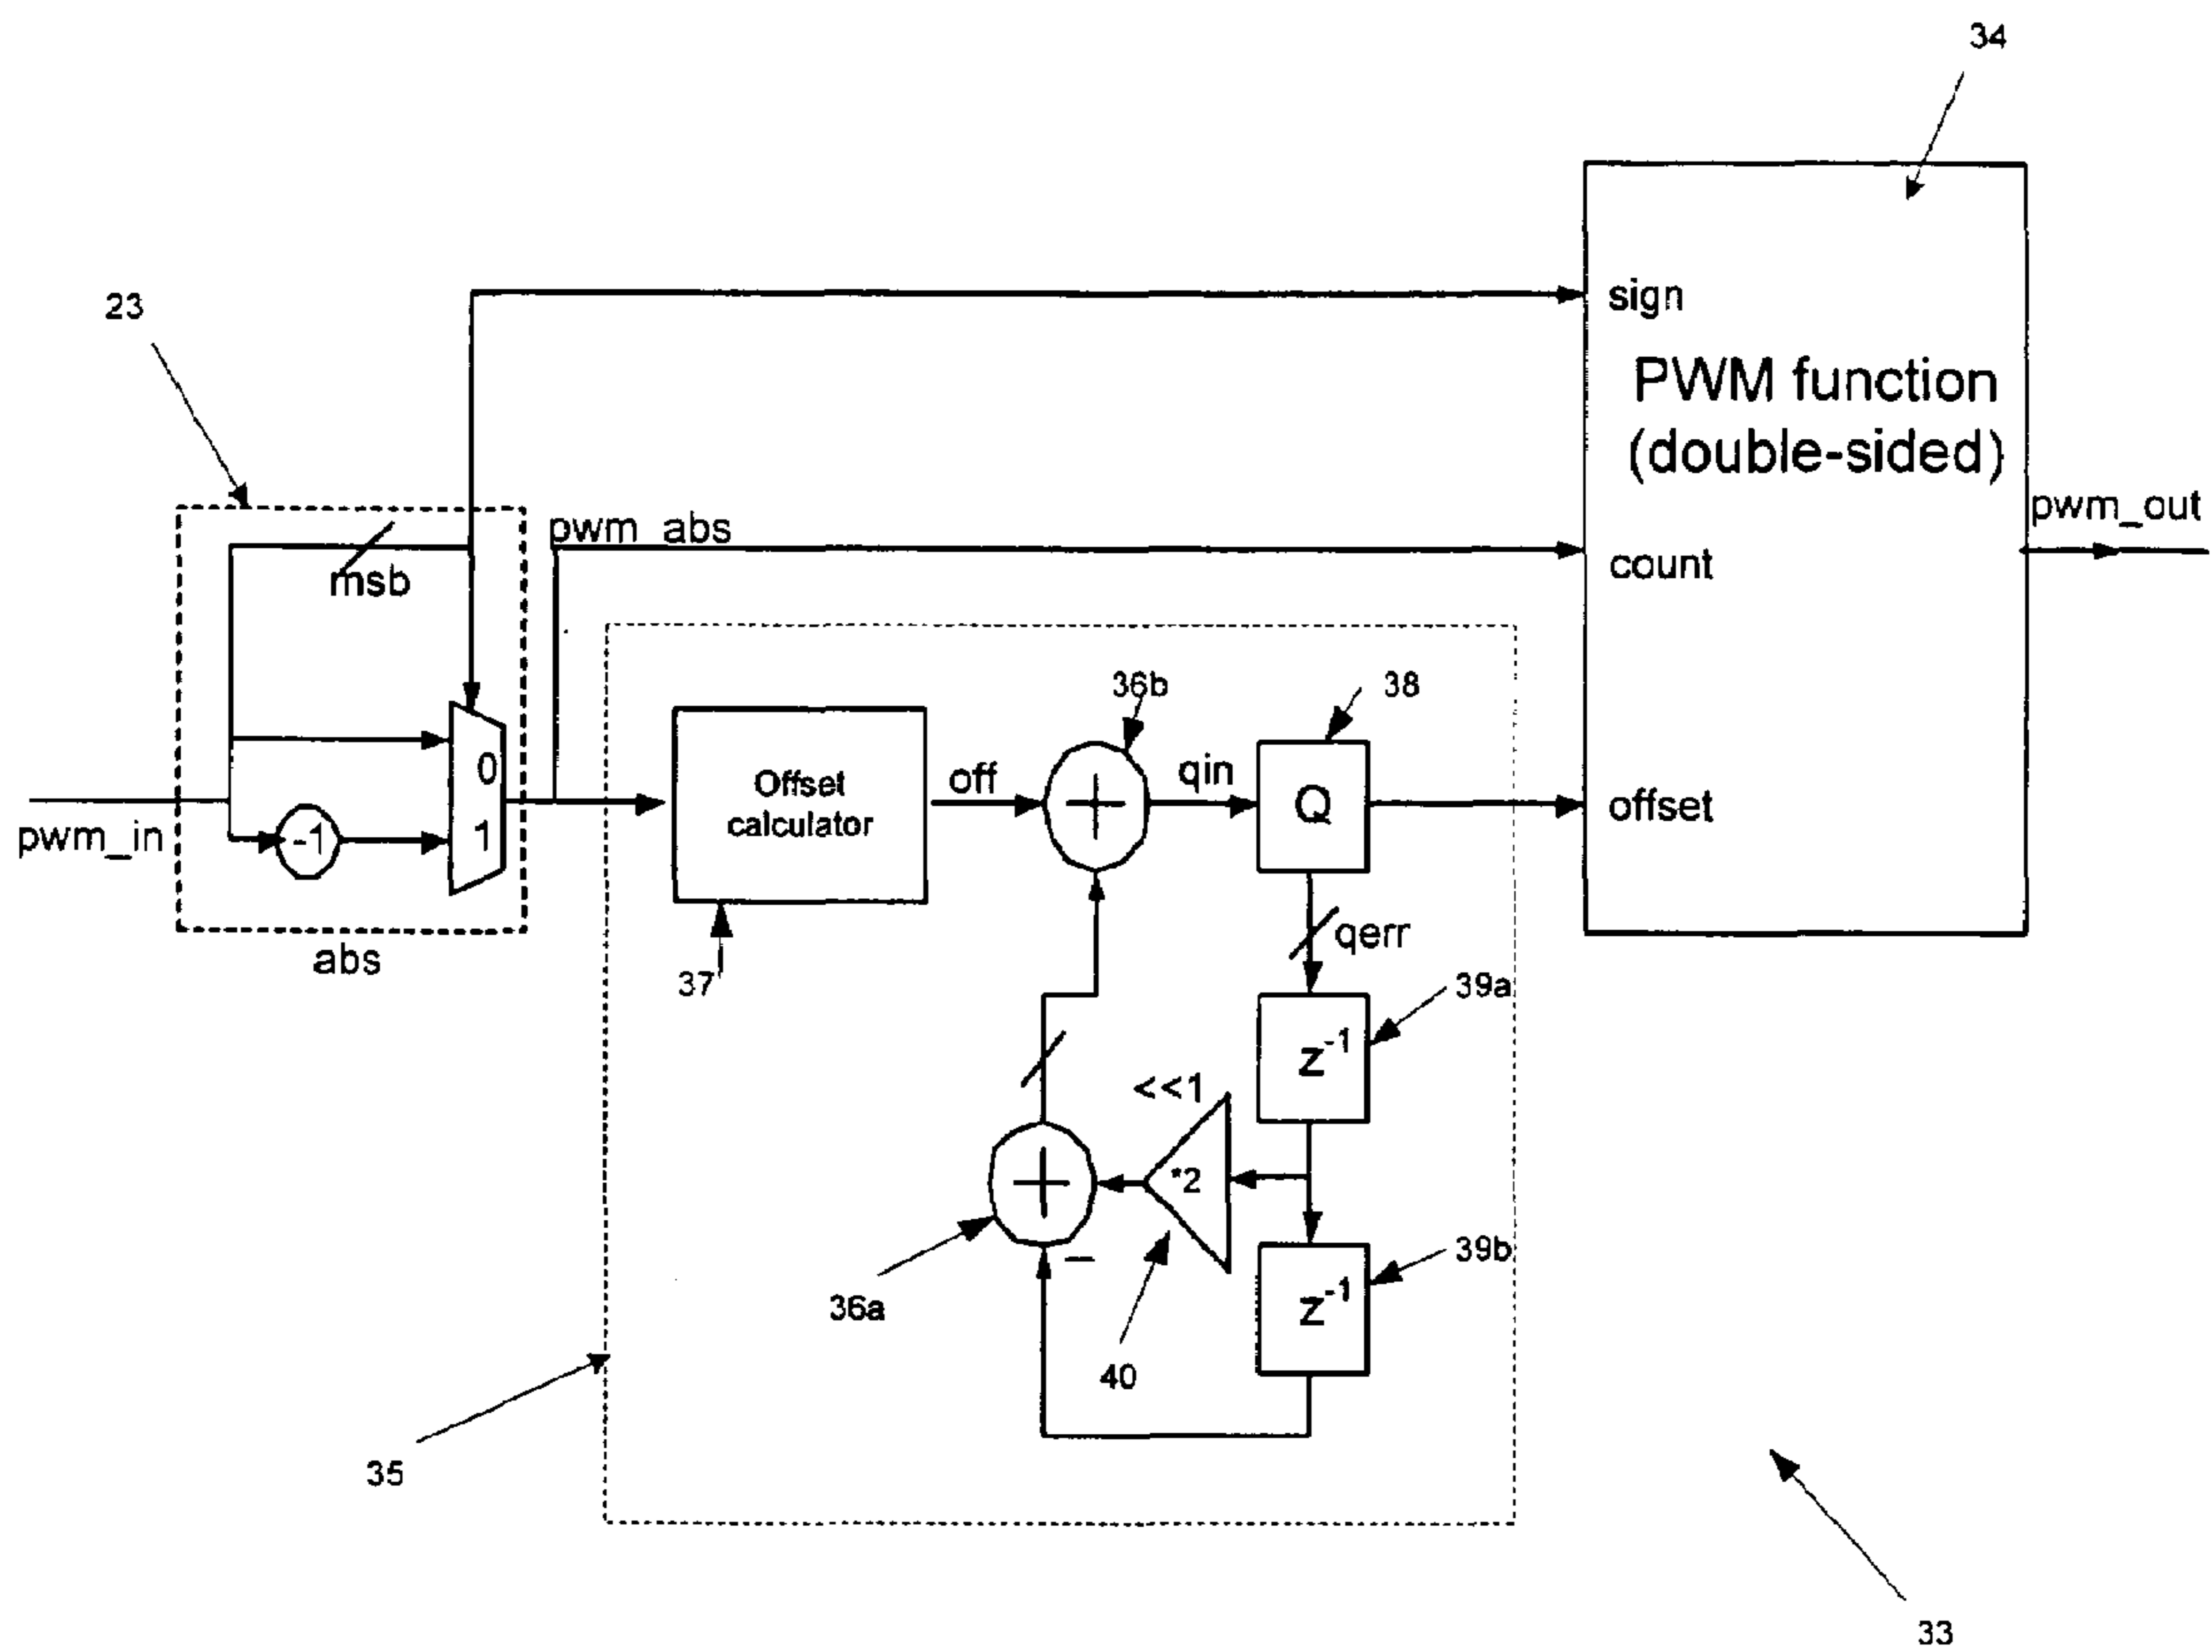 34
23
sign
PWM function
(double-sided)
pwm_abs
pwm_out
msb
count
36b
38
0
Offset
calculator
off
qin
Q
offset
pwm_in
-1
1
abs
qerr
37
39a
z⁻¹
<<1
*2
39b
36a
z⁻¹
40
35
33